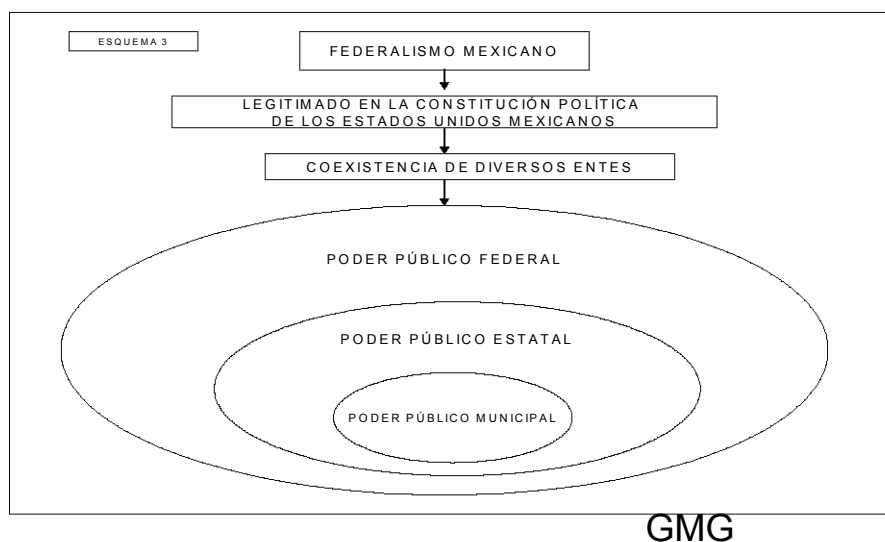 ESQUEMA 3
FEDERALISMO MEXICANO
LEGITIMADO EN LA CONSTITUCIÓN POLÍTICA
DE LOS ESTADOS UNIDOS MEXICANOS
COEXISTENCIA DE DIVERSOS ENTES
PODER PÚBLICO FEDERAL
PODER PÚBLICO ESTATAL
PODER PÚBLICO MUNICIPAL
GMG